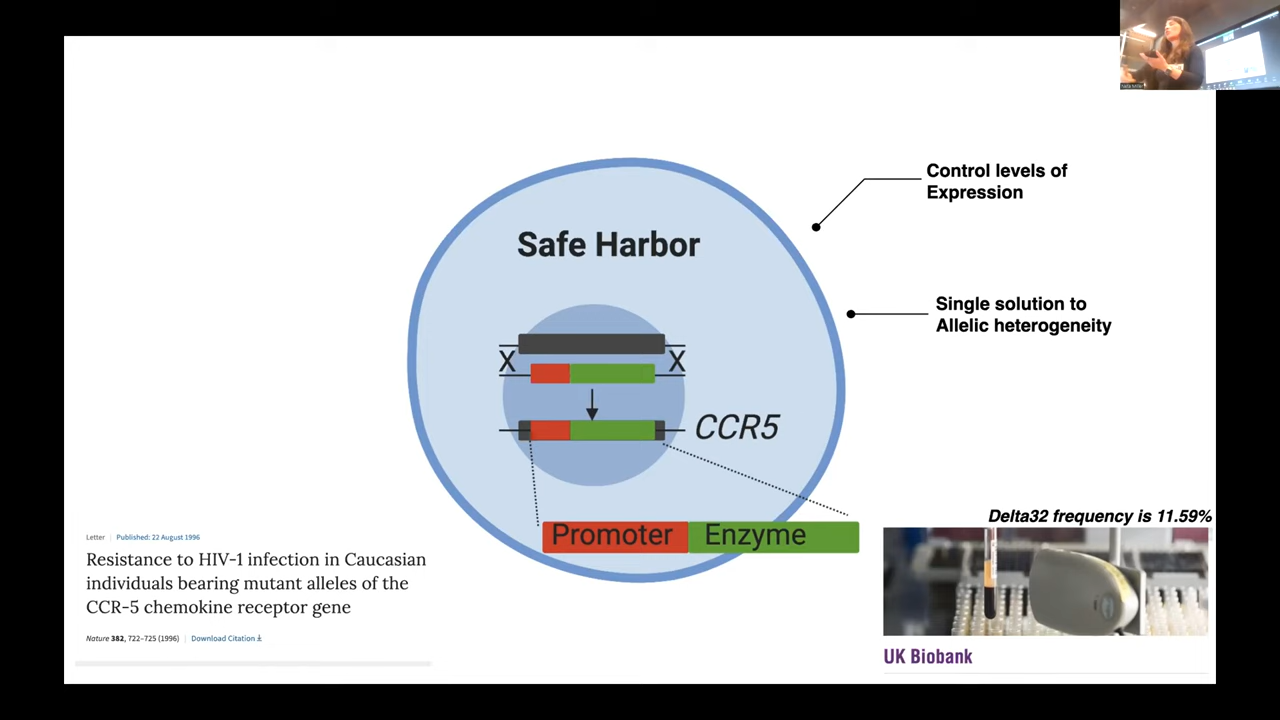 Control levels of
Expression
Safe Harbor
Single solution to
Allelic heterogeneity
X X
CCR5
Promoter Enzyme
Delta32 frequency is 11.59%
Letter | Published: 22 August 1996
Resistance to HIV-1 infection in Caucasian
individuals bearing mutant alleles of the
CCR-5 chemokine receptor gene
Nature 382, 722–725 (1996) | Download Citation
UK Biobank